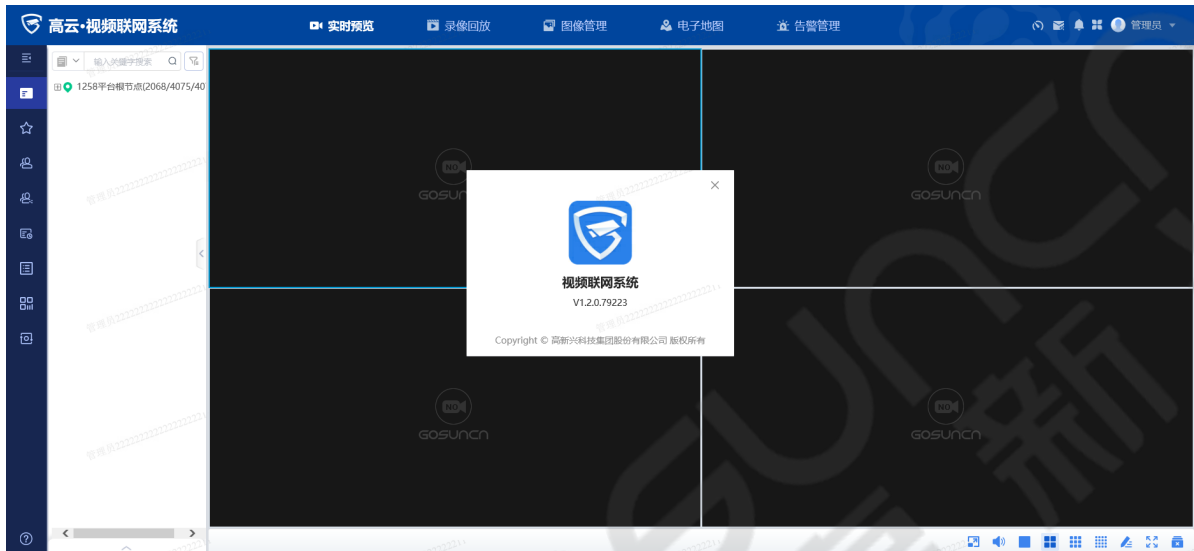 高云·视频联网系统
实时预览
录像回放
图像管理
电子地图
告警管理
管理员
输入关键字搜索
1258平台根节点(2068/4075/40
NO
GOSUNCN
NO
GOSUNCN
视频联网系统
V1.2.0.79223
Copyright © 高新兴科技集团股份有限公司 版权所有
NO
GOSUNCN
NO
GOSUNCN